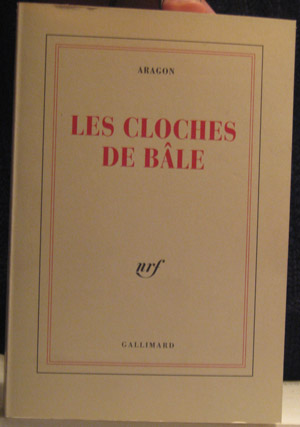 ARAGON
LES CLOCHES
DE BÂLE
nrf
GALLIMARD